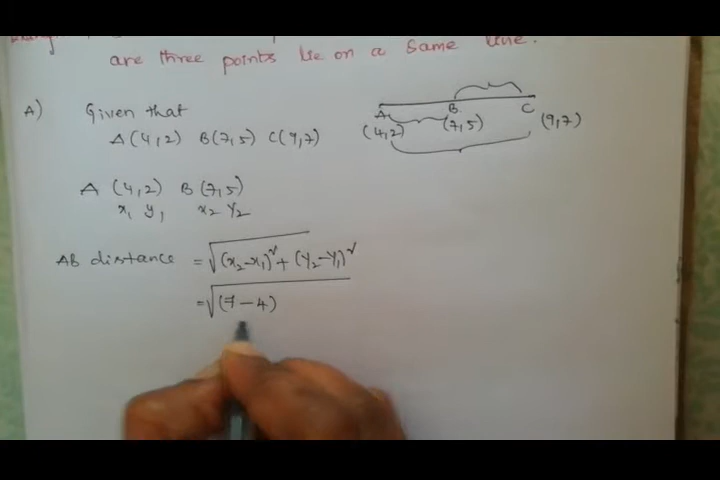 are three points lie on a same line.
A) Given that
A (4,2) B (7,5) C (9,7)
A B C
(4,2) (7,5) (9,7)
A (4,2) B (7,5)
x₁ y₁ x₂ y₂
AB distance = √(x₂-x₁)² + (y₂-y₁)²
= √(7-4)